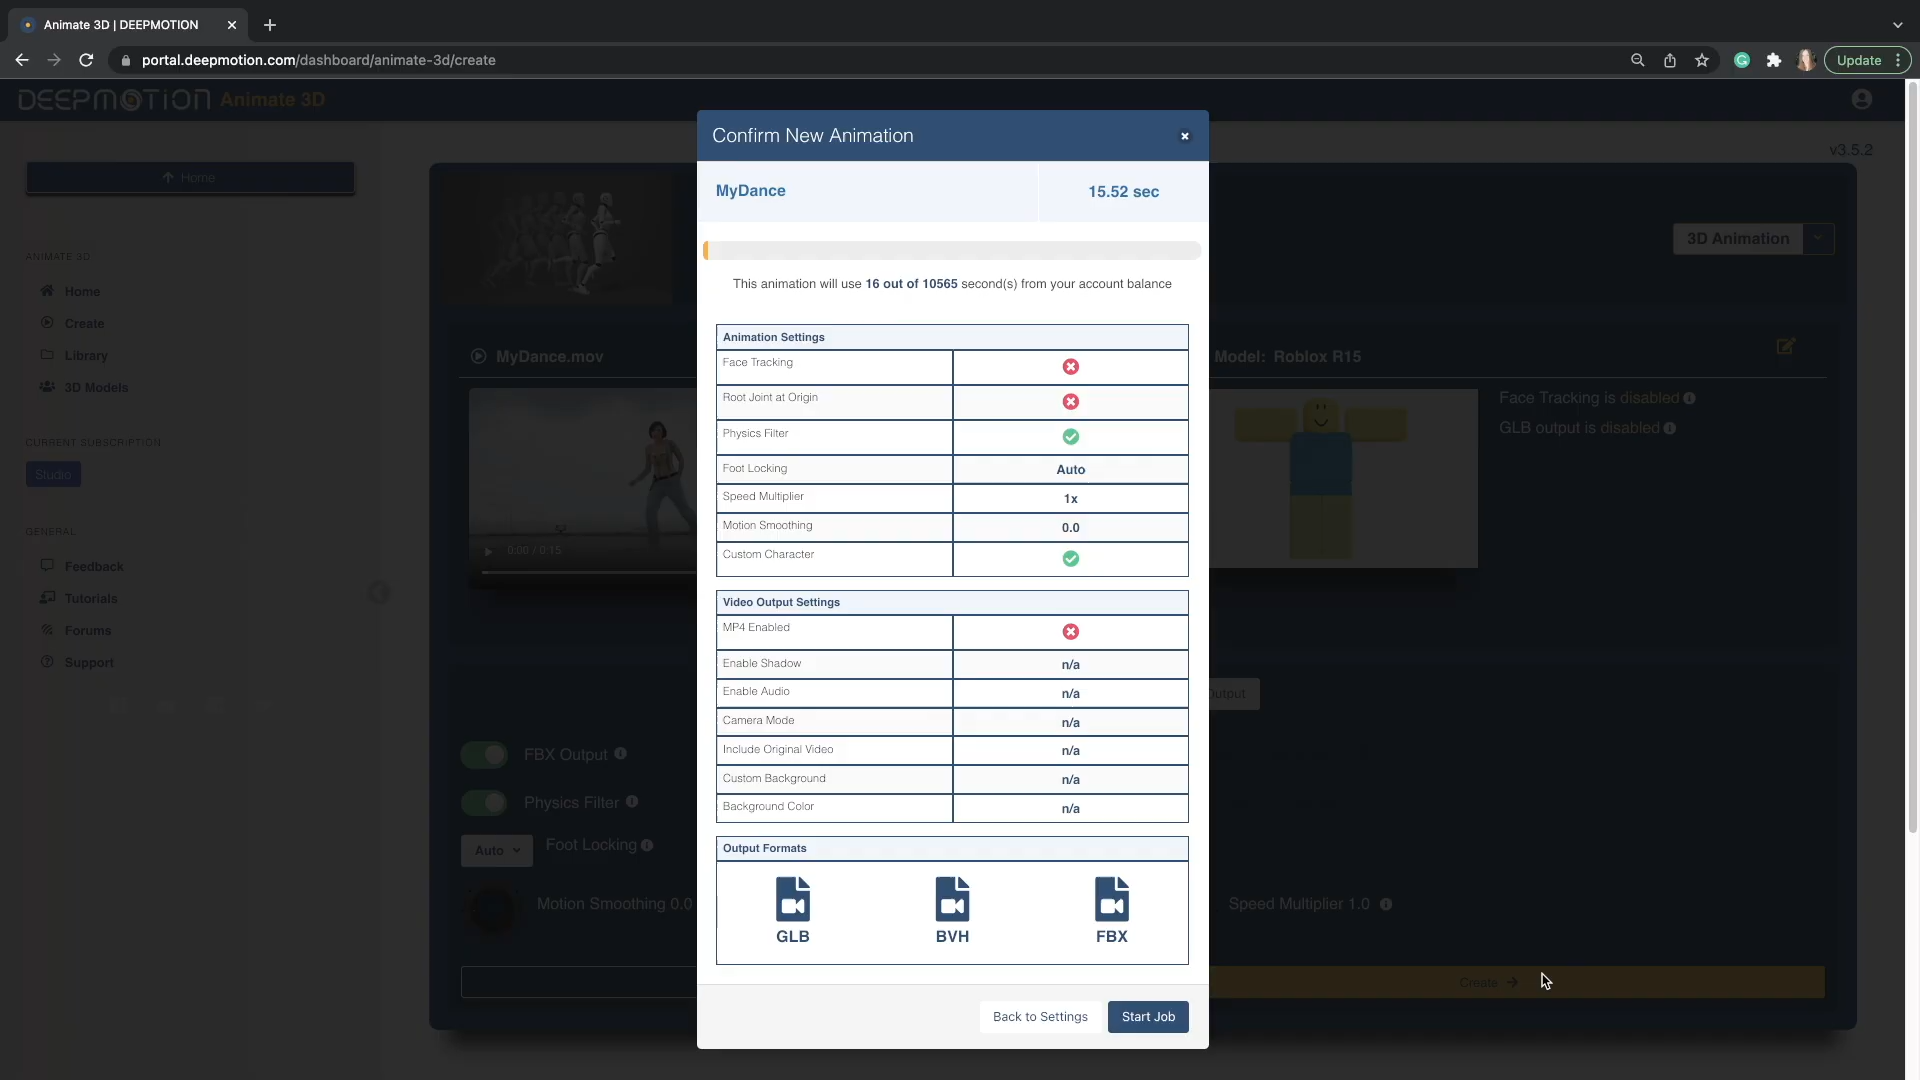 Animate 3D | DEEPMOTION
portal.deepmotion.com/dashboard/animate-3d/create
Update
DEEPMOTION Animate 3D
v3.5.2
Home
ANIMATE 3D
Home
Create
Library
3D Models
CURRENT SUBSCRIPTION
Studio
GENERAL
Feedback
Tutorials
Forums
Support
3D Animation
MyDance.mov
0:00 / 0:15
Model: Roblox R15
Face Tracking is disabled
GLB output is disabled
Output
FBX Output
Physics Filter
Auto
Foot Locking
Motion Smoothing 0.0
Speed Multiplier 1.0
Create
Confirm New Animation
MyDance 15.52 sec
This animation will use 16 out of 10565 second(s) from your account balance
Animation Settings
Face Tracking
Root Joint at Origin
Physics Filter
Foot Locking Auto
Speed Multiplier 1x
Motion Smoothing 0.0
Custom Character
Video Output Settings
MP4 Enabled
Enable Shadow n/a
Enable Audio n/a
Camera Mode n/a
Include Original Video n/a
Custom Background n/a
Background Color n/a
Output Formats
GLB BVH FBX
Back to Settings Start Job